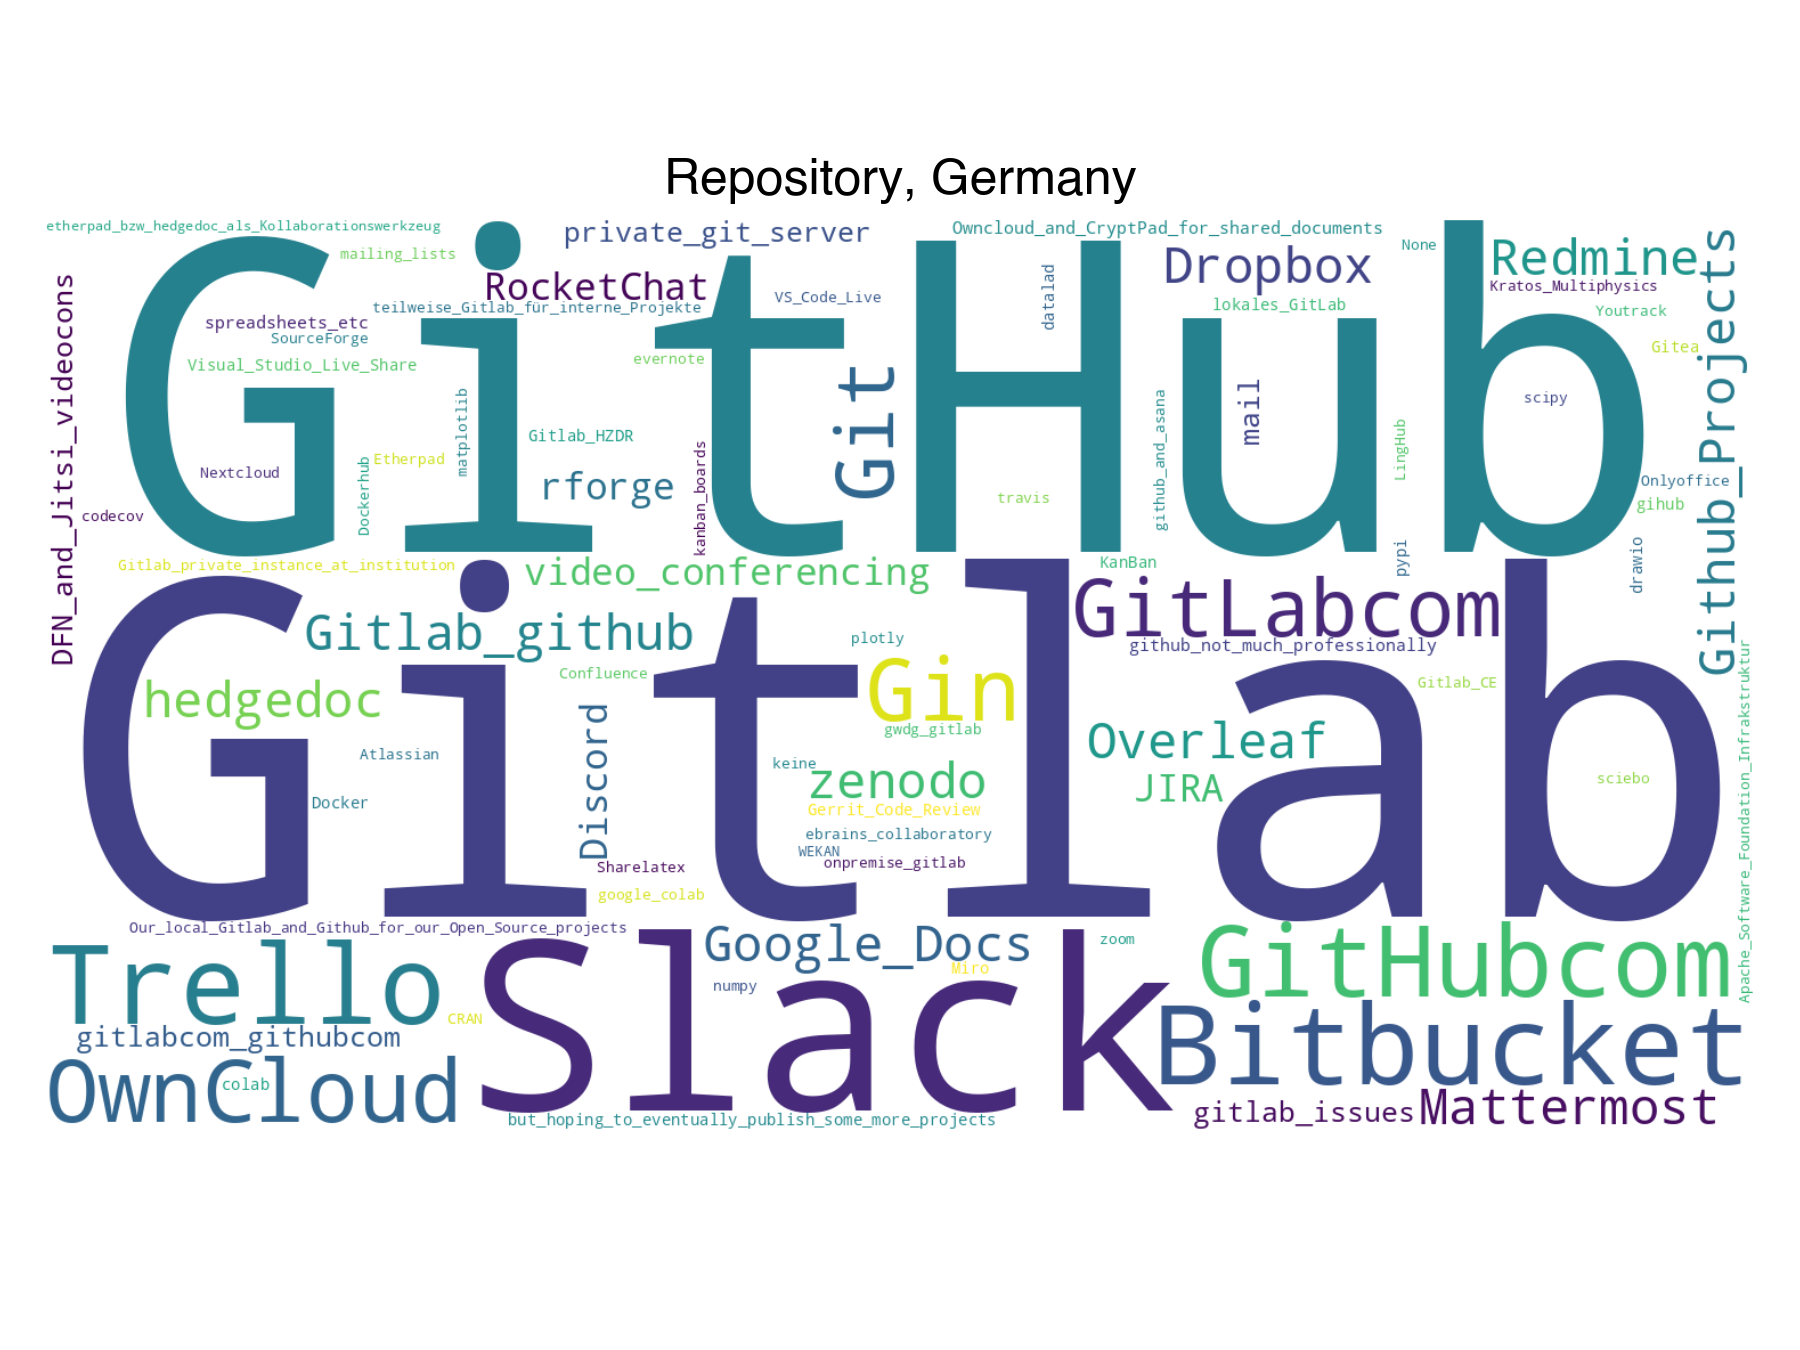 Repository, Germany
etherpad_bzw_hedgedoc_als_Kollaborationswerkzeug
private_git_server
Owncloud_and_CryptPad_for_shared_documents
None
Redmine
mailing_lists
RocketChat
Dropbox
Kratos_Multiphysics
GitHub
DFN_and_Jitsi_videocons
Github_Projects
spreadsheets_etc
teilweise_Gitlab_für_interne_Projekte
VS_Code_Live
datalad
lokales_GitLab
Youtrack
SourceForge
Visual_Studio_Live_Share
evernote
Gitea
Git
mail
scipy
matplotlib
Gitlab_HZDR
github_and_asana
LingHub
Nextcloud
Etherpad
Dockerhub
rforge
kanban_boards
travis
Onlyoffice
gihub
codecov
pypi
drawio
Gitlab_private_instance_at_institution
video_conferencing
KanBan
GitLabcom
Gitlab
Gitlab_github
plotly
github_not_much_professionally
Confluence
Gin
Gitlab_CE
hedgedoc
Discord
gwdg_gitlab
Overleaf
Apache_Software_Foundation_Infrakstruktur
Atlassian
keine
zenodo
JIRA
sciebo
Docker
Gerrit_Code_Review
ebrains_collaboratory
WEKAN
onpremise_gitlab
Sharelatex
google_colab
Our_local_Gitlab_and_Github_for_our_Open_Source_projects
Google_Docs
zoom
GitHubcom
Trello
Slack
Miro
numpy
CRAN
gitlabcom_githubcom
Bitbucket
OwnCloud
colab
but_hoping_to_eventually_publish_some_more_projects
gitlab_issues
Mattermost